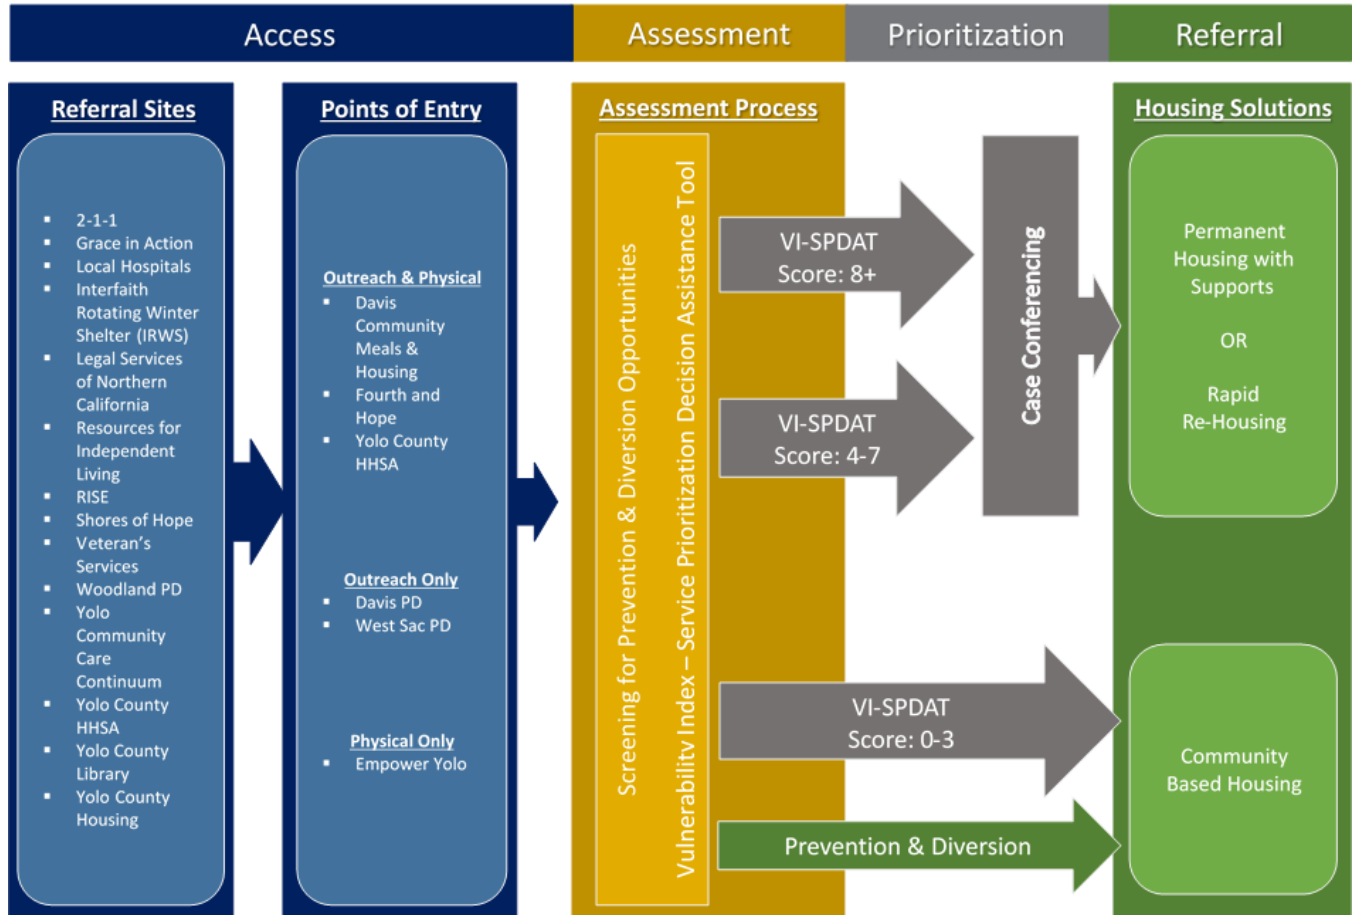 Access
Assessment
Prioritization
Referral
Referral Sites
▪ 2-1-1
▪ Grace in Action
▪ Local Hospitals
▪ Interfaith
Rotating Winter
Shelter (IRWS)
▪ Legal Services
of Northern
California
▪ Resources for
Independent
Living
▪ RISE
▪ Shores of Hope
▪ Veteran’s
Services
▪ Woodland PD
▪ Yolo
Community
Care
Continuum
▪ Yolo County
HHSA
▪ Yolo County
Library
▪ Yolo County
Housing
Points of Entry
Outreach & Physical
▪ Davis
Community
Meals &
Housing
▪ Fourth and
Hope
▪ Yolo County
HHSA
Outreach Only
▪ Davis PD
▪ West Sac PD
Physical Only
▪ Empower Yolo
Assessment Process
Screening for Prevention & Diversion Opportunities
Vulnerability Index – Service Prioritization Decision Assistance Tool
VI-SPDAT
Score: 8+
VI-SPDAT
Score: 4-7
Case Conferencing
VI-SPDAT
Score: 0-3
Prevention & Diversion
Housing Solutions
Permanent
Housing with
Supports
OR
Rapid
Re-Housing
Community
Based Housing